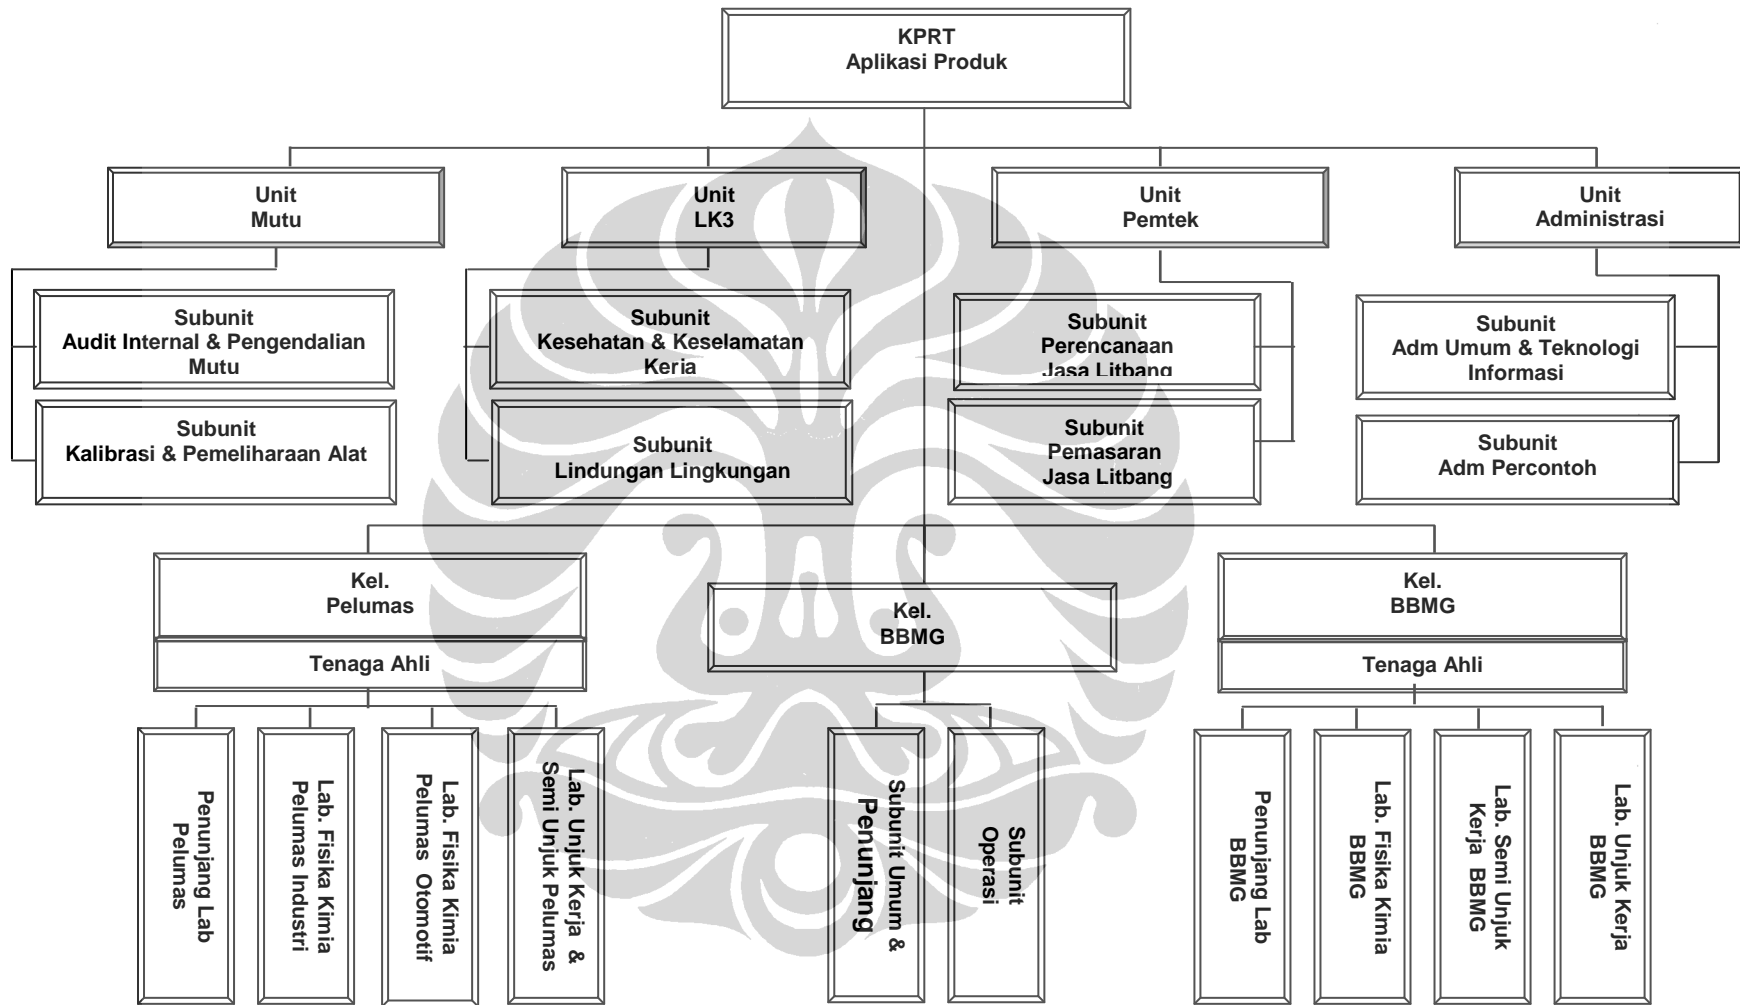 KPRT
Aplikasi Produk
Unit
Mutu
Unit
LK3
Unit
Pemtek
Unit
Administrasi
Subunit
Audit Internal & Pengendalian
Mutu
Subunit
Kesehatan & Keselamatan
Kerja
Subunit
Perencanaan
Jasa Litbang
Subunit
Adm Umum & Teknologi
Informasi
Subunit
Kalibrasi & Pemeliharaan Alat
Subunit
Lindungan Lingkungan
Subunit
Pemasaran
Jasa Litbang
Subunit
Adm Percontoh
Kel.
Pelumas
Tenaga Ahli
Kel.
BBMG
Kel.
BBMG
Tenaga Ahli
Penunjang Lab
Pelumas
Lab. Fisika Kimia
Pelumas Industri
Lab. Fisika Kimia
Pelumas Otomotif
Lab. Unjuk Kerja &
Semi Unjuk Pelumas
Subunit Umum &
Penunjang
Subunit
Operasi
Penunjang Lab
BBMG
Lab. Fisika Kimia
BBMG
Lab. Semi Unjuk
Kerja BBMG
Lab. Unjuk Kerja
BBMG